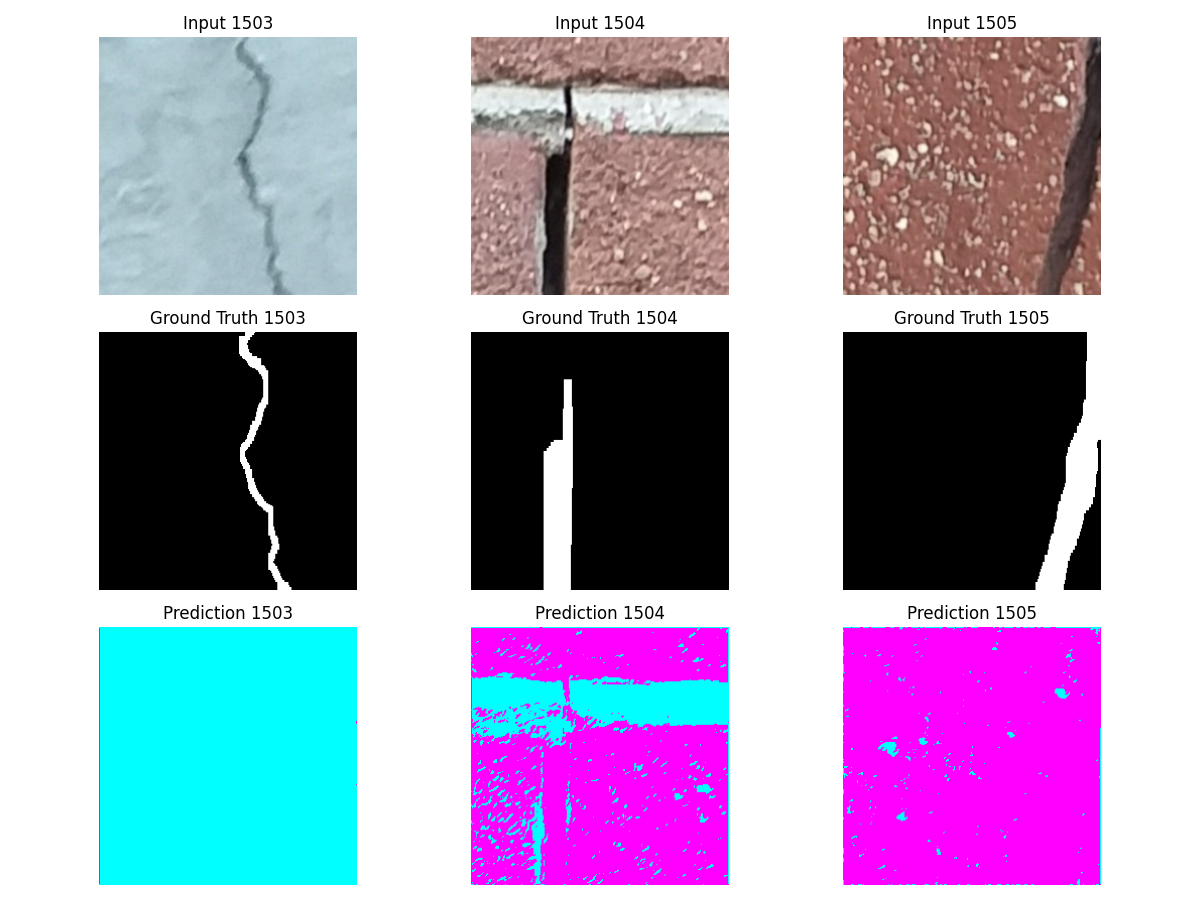 Input 1503
Input 1504
Input 1505
Ground Truth 1503
Ground Truth 1504
Ground Truth 1505
Prediction 1503
Prediction 1504
Prediction 1505